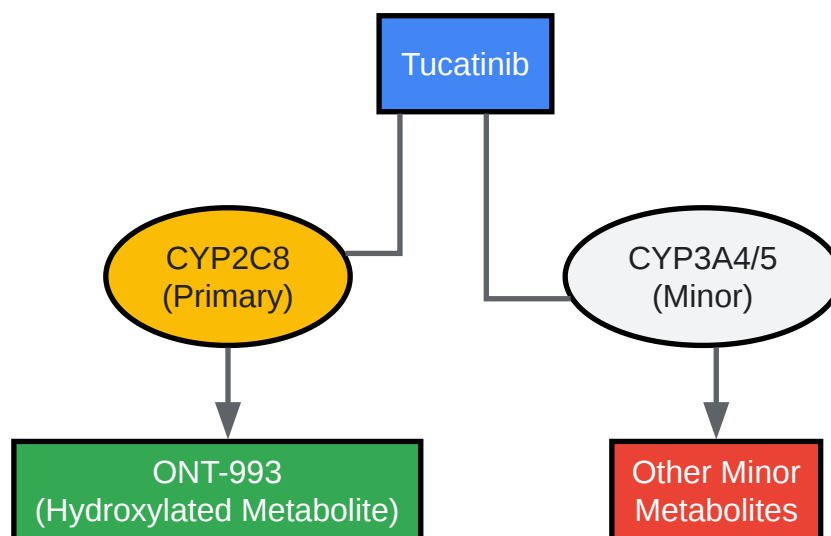 Tucatinib
CYP2C8
(Primary)
CYP3A4/5
(Minor)
ONT-993
(Hydroxylated Metabolite)
Other Minor
Metabolites